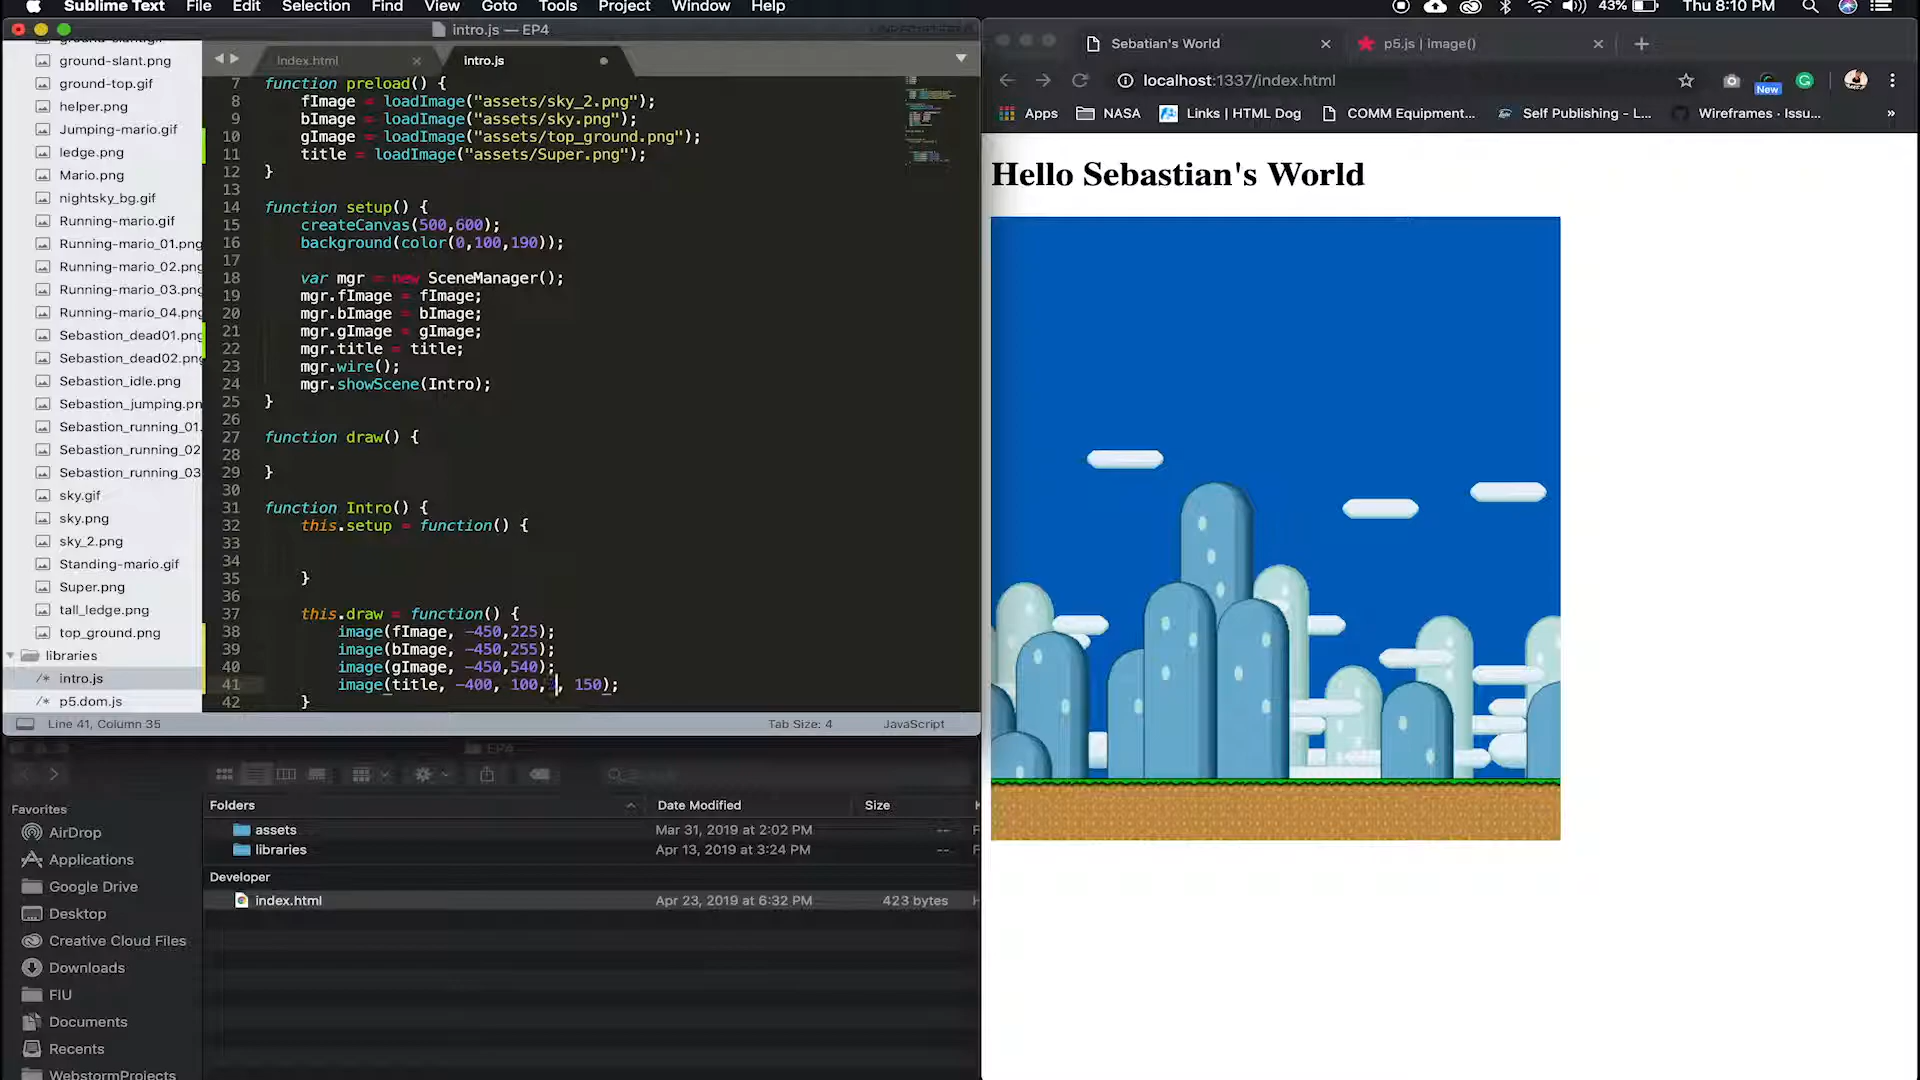 Sublime Text File Edit Selection Find View Goto Tools Project Window Help
43% Thu 8:10 PM
intro.js — EP4
ground-slant.gif
ground-slant.png
ground-top.gif
helper.png
Jumping-mario.gif
ledge.png
Mario.png
nightsky_bg.gif
Running-mario.gif
Running-mario_01.png
Running-mario_02.png
Running-mario_03.png
Running-mario_04.png
Sebastion_dead01.png
Sebastion_dead02.png
Sebastion_idle.png
Sebastion_jumping.pn
Sebastion_running_01.
Sebastion_running_02
Sebastion_running_03
sky.gif
sky.png
sky_2.png
Standing-mario.gif
Super.png
tall_ledge.png
top_ground.png
libraries
/* intro.js
/* p5.dom.js
Index.html
intro.js
7 function preload() {
8 fImage = loadImage("assets/sky_2.png");
9 bImage = loadImage("assets/sky.png");
10 gImage = loadImage("assets/top_ground.png");
11 title = loadImage("assets/Super.png");
12 }
13
14 function setup() {
15 createCanvas(500,600);
16 background(color(0,100,190));
17
18 var mgr = new SceneManager();
19 mgr.fImage = fImage;
20 mgr.bImage = bImage;
21 mgr.gImage = gImage;
22 mgr.title = title;
23 mgr.wire();
24 mgr.showScene(Intro);
25 }
26
27 function draw() {
28
29 }
30
31 function Intro() {
32 this.setup = function() {
33
34
35 }
36
37 this.draw = function() {
38 image(fImage, -450,225);
39 image(bImage, -450,255);
40 image(gImage, -450,540);
41 image(title, -400, 100, , 150);
42 }
Line 41, Column 35 Tab Size: 4 JavaScript
EP4
Favorites
AirDrop
Applications
Google Drive
Desktop
Creative Cloud Files
Downloads
FIU
Documents
Recents
WebstormProjects
Folders Date Modified Size
assets Mar 31, 2019 at 2:02 PM --
libraries Apr 13, 2019 at 3:24 PM --
Developer
index.html Apr 23, 2019 at 6:32 PM 423 bytes
Sebatian's World
p5.js | image()
localhost:1337/index.html
New
Apps NASA Links | HTML Dog COMM Equipment... Self Publishing - L... Wireframes · Issu... »
Hello Sebastian's World